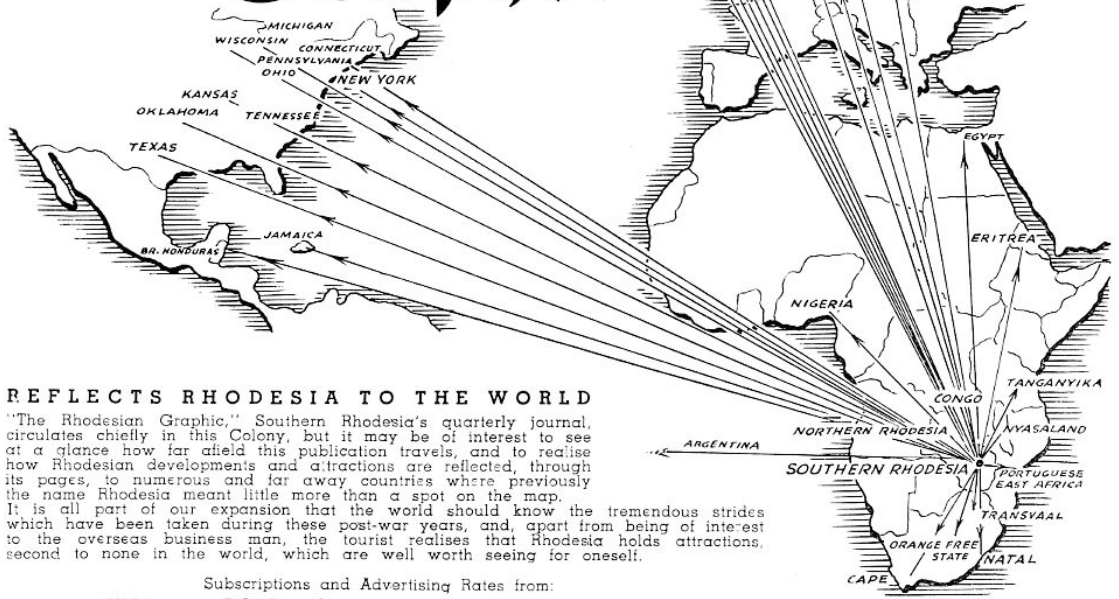 MICHIGAN
WISCONSIN
CONNECTICUT
PENNSYLVANIA
OHIO
NEW YORK
KANSAS
OKLAHOMA
TENNESSEE
TEXAS
EGYPT
JAMAICA
BR. HONDURAS
ERITREA
NIGERIA
TANGANYIKA
CONGO
NORTHERN RHODESIA
NYASALAND
ARGENTINA
SOUTHERN RHODESIA
PORTUGUESE
EAST AFRICA
TRANSVAAL
ORANGE FREE
STATE
NATAL
CAPE
REFLECTS RHODESIA TO THE WORLD
"The Rhodesian Graphic," Southern Rhodesia's quarterly journal,
circulates chiefly in this Colony, but it may be of interest to see
at a glance how far afield this publication travels, and to realise
how Rhodesian developments and attractions are reflected, through
its pages, to numerous and far away countries where previously
the name Rhodesia meant little more than a spot on the map.
It is all part of our expansion that the world should know the tremendous strides
which have been taken during these post-war years, and, apart from being of interest
to the overseas business man, the tourist realises that Rhodesia holds attractions,
second to none in the world, which are well worth seeing for oneself.
Subscriptions and Advertising Rates from: